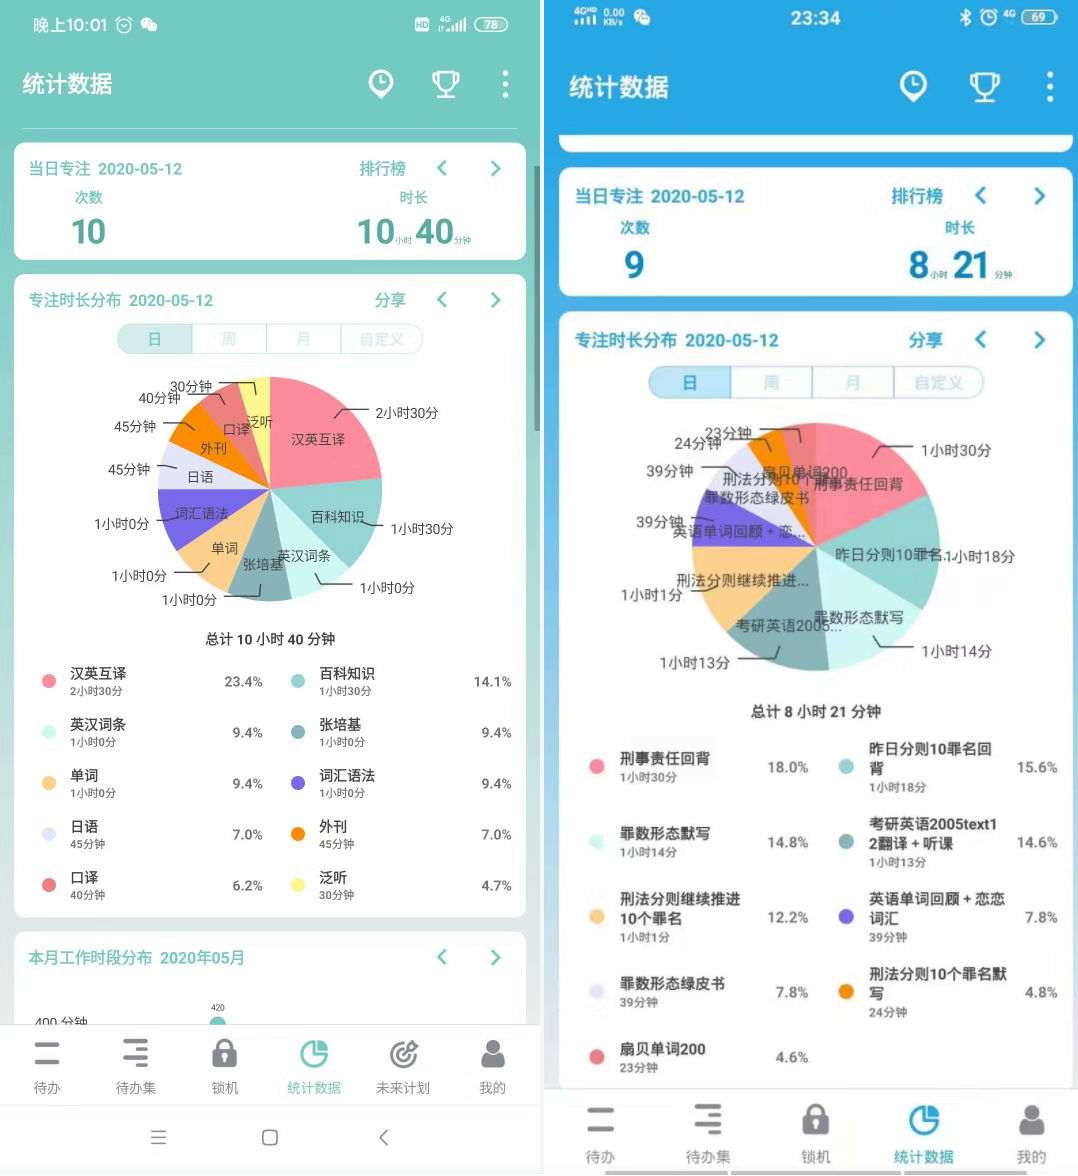 晚上10:01
HD 4G 78
统计数据
当日专注 2020-05-12 排行榜
次数 时长
10 10小时40分钟
专注时长分布 2020-05-12 分享
日 周 月 自定义
30分钟
40分钟
45分钟
45分钟
1小时0分
1小时0分
1小时0分
2小时30分
1小时30分
1小时0分
泛听
口译
外刊
日语
词汇语法
单词
张培基
英汉词条
百科知识
汉英互译
总计 10 小时 40 分钟
汉英互译 23.4%
2小时30分
百科知识 14.1%
1小时30分
英汉词条 9.4%
1小时0分
张培基 9.4%
1小时0分
单词 9.4%
1小时0分
词汇语法 9.4%
1小时0分
日语 7.0%
45分钟
外刊 7.0%
45分钟
口译 6.2%
40分钟
泛听 4.7%
30分钟
本月工作时段分布 2020年05月
420
400 分钟
待办 待办集 锁机 统计数据 未来计划 我的
4GHD 0.00 KB/s
23:34
4G 69
统计数据
当日专注 2020-05-12 排行榜
次数 时长
9 8小时21分钟
专注时长分布 2020-05-12 分享
日 周 月 自定义
23分钟
24分钟
39分钟
39分钟
1小时1分
1小时13分
1小时30分
1小时18分
1小时14分
扇贝单词200
刑法分则10个罪...
刑事责任回背
罪数形态绿皮书
英语单词回顾 + 恋...
昨日分则10罪名...
刑法分则继续推进...
罪数形态默写
考研英语2005...
总计 8 小时 21 分钟
刑事责任回背 18.0%
1小时30分
昨日分则10罪名回
背 15.6%
1小时18分
罪数形态默写 14.8%
1小时14分
考研英语2005text1
2翻译 + 听课 14.6%
1小时13分
刑法分则继续推进
10个罪名 12.2%
1小时1分
英语单词回顾 + 恋恋
词汇 7.8%
39分钟
罪数形态绿皮书 7.8%
39分钟
刑法分则10个罪名默
写 4.8%
24分钟
扇贝单词200 4.6%
23分钟
待办 待办集 锁机 统计数据 我的